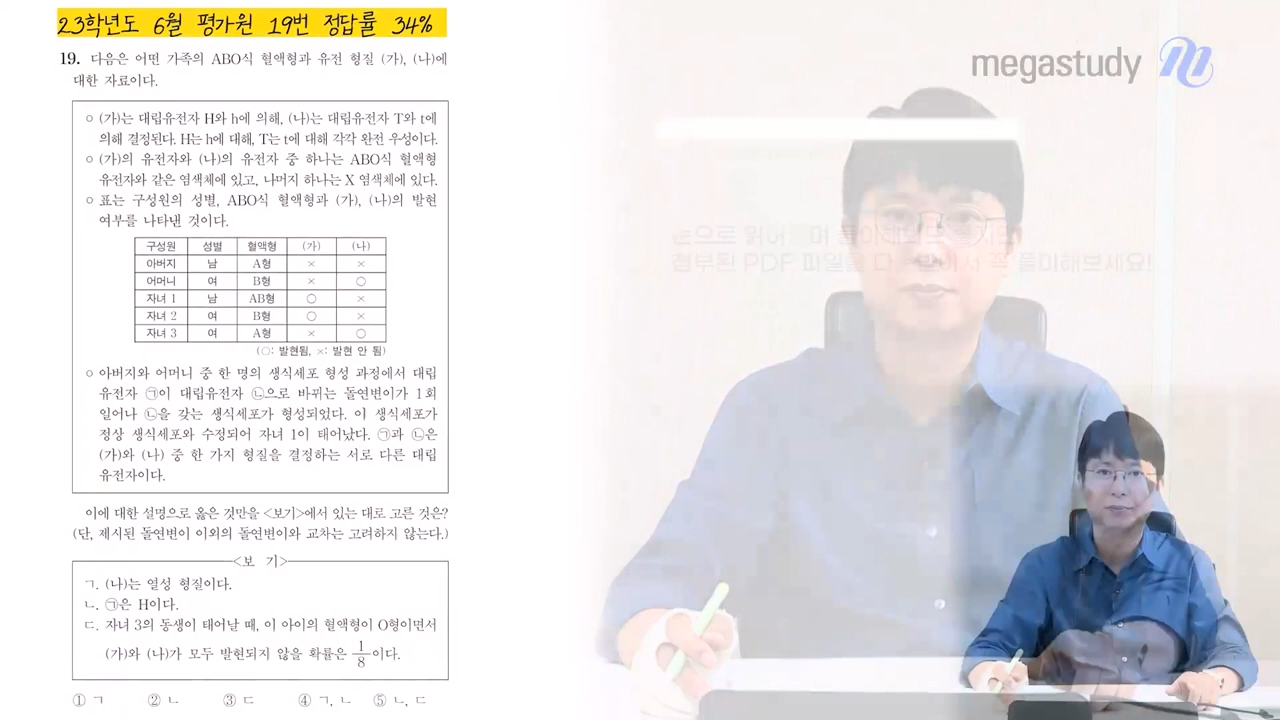 23학년도 6월 평가원 19번 정답률 34%
19. 다음은 어떤 가족의 ABO식 혈액형과 유전 형질 (가), (나)에
대한 자료이다.
○ (가)는 대립유전자 H와 h에 의해, (나)는 대립유전자 T와 t에
의해 결정된다. H는 h에 대해, T는 t에 대해 각각 완전 우성이다.
○ (가)의 유전자와 (나)의 유전자 중 하나는 ABO식 혈액형
유전자와 같은 염색체에 있고, 나머지 하나는 X 염색체에 있다.
○ 표는 구성원의 성별, ABO식 혈액형과 (가), (나)의 발현
여부를 나타낸 것이다.
구성원 성별 혈액형 (가) (나)
아버지 남 A형 × ×
어머니 여 B형 × ○
자녀 1 남 AB형 ○ ×
자녀 2 여 B형 ○ ×
자녀 3 여 A형 × ○
(○: 발현됨, ×: 발현 안 됨)
○ 아버지와 어머니 중 한 명의 생식세포 형성 과정에서 대립
유전자 ㉠이 대립유전자 ㉡으로 바뀌는 돌연변이가 1회
일어나 ㉡을 갖는 생식세포가 형성되었다. 이 생식세포가
정상 생식세포와 수정되어 자녀 1이 태어났다. ㉠과 ㉡은
(가)와 (나) 중 한 가지 형질을 결정하는 서로 다른 대립
유전자이다.
이에 대한 설명으로 옳은 것만을 <보기>에서 있는 대로 고른 것은?
(단, 제시된 돌연변이 이외의 돌연변이와 교차는 고려하지 않는다.)
<보 기>
ㄱ. (나)는 열성 형질이다.
ㄴ. ㉠은 H이다.
ㄷ. 자녀 3의 동생이 태어날 때, 이 아이의 혈액형이 O형이면서
(가)와 (나)가 모두 발현되지 않을 확률은 1/8이다.
① ㄱ ② ㄴ ③ ㄷ ④ ㄱ, ㄴ ⑤ ㄴ, ㄷ
megastudy
눈으로 읽어
첨부된 PDF 파일을 다 꼭 풀이해보세요!